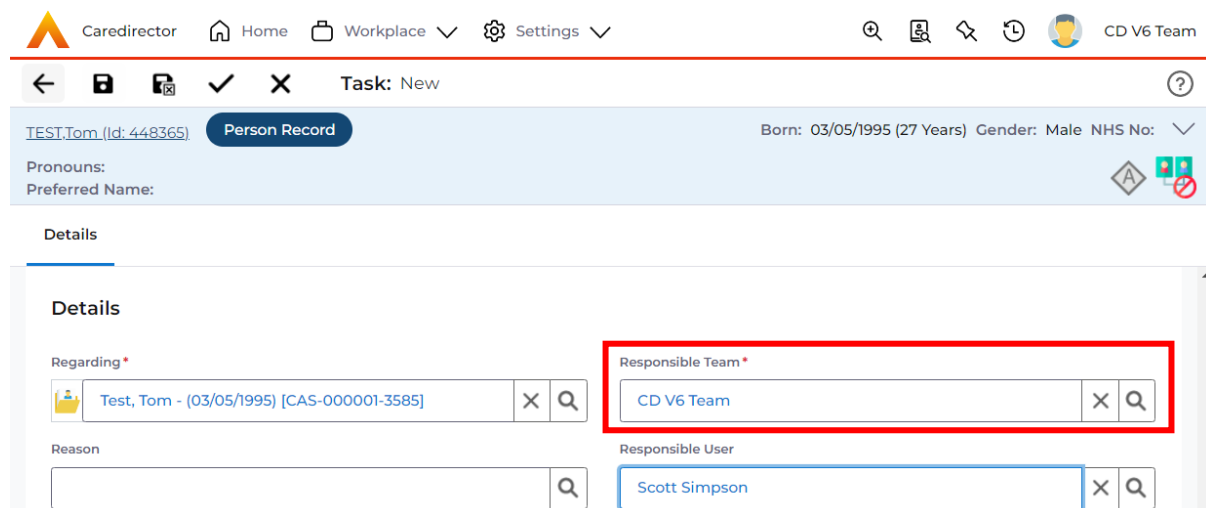 Caredirector Home Workplace Settings CD V6 Team
Task: New ?
TEST,Tom (Id: 448365) Person Record Born: 03/05/1995 (27 Years) Gender: Male NHS No:
Pronouns:
Preferred Name:
A
Details
Details
Regarding* Responsible Team*
Test, Tom - (03/05/1995) [CAS-000001-3585] CD V6 Team
Reason Responsible User
Scott Simpson